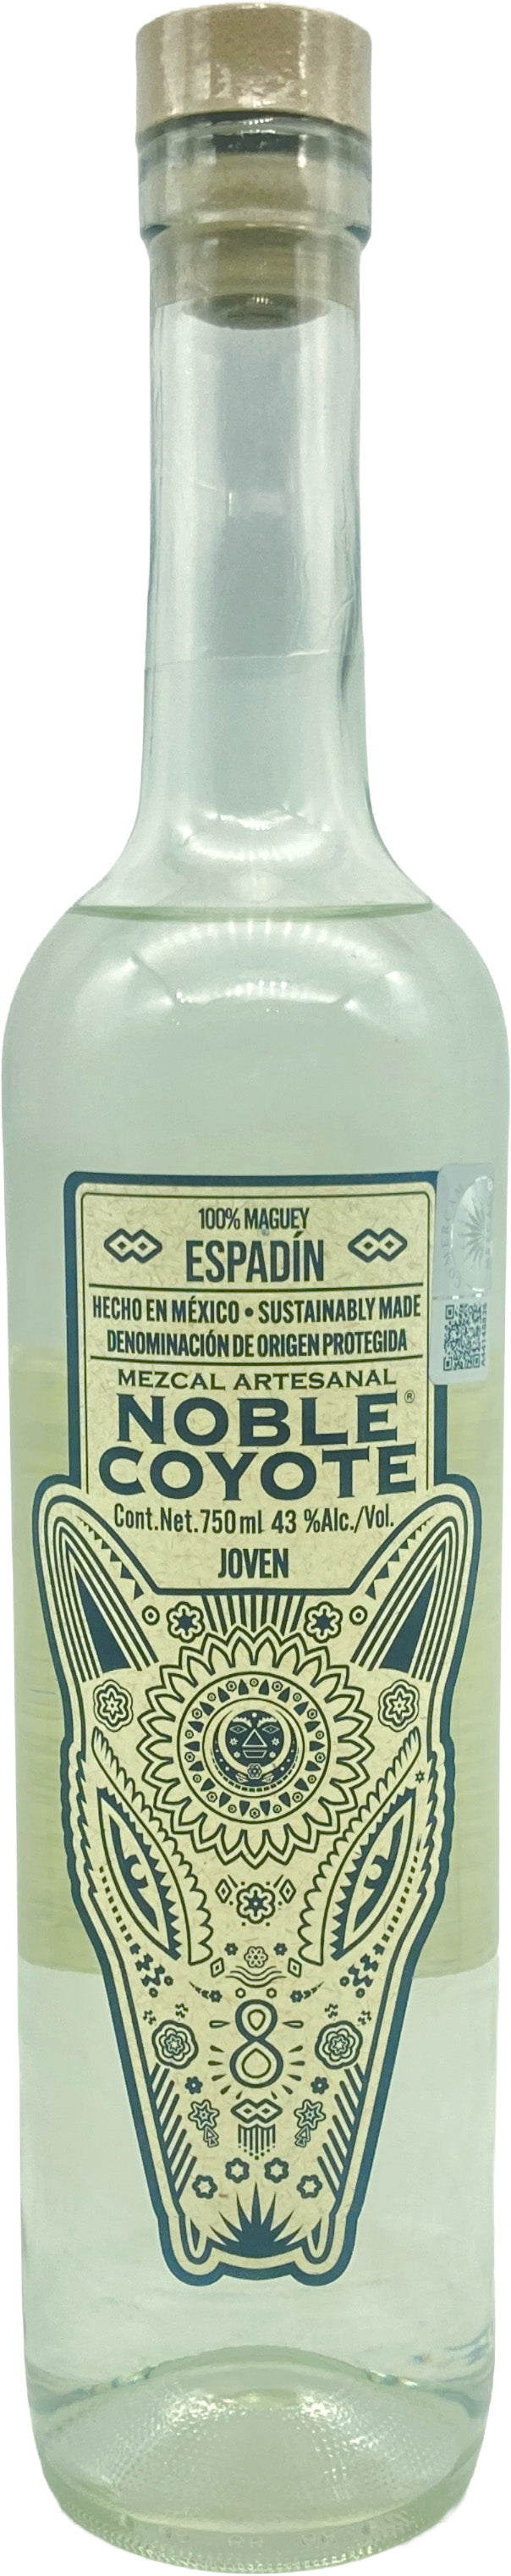 100% MAGUEY
ESPADÍN
HECHO EN MÉXICO • SUSTAINABLY MADE
DENOMINACIÓN DE ORIGEN PROTEGIDA
MEZCAL ARTESANAL
NOBLE®
COYOTE
Cont.Net.750 ml 43 %Alc./Vol.
JOVEN
8